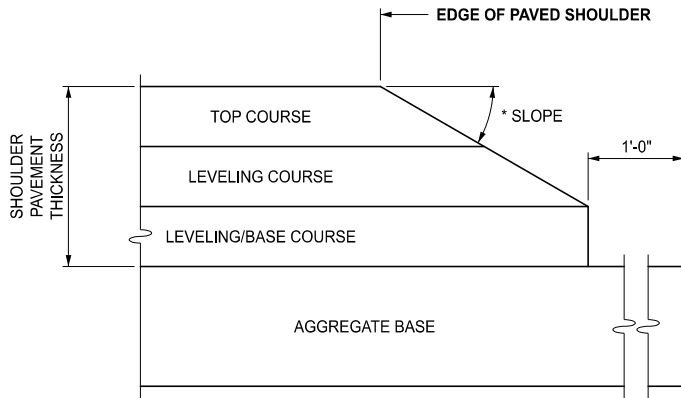 EDGE OF PAVED SHOULDER
TOP COURSE
* SLOPE
1'-0"
SHOULDER
PAVEMENT
THICKNESS
LEVELING COURSE
LEVELING/BASE COURSE
AGGREGATE BASE